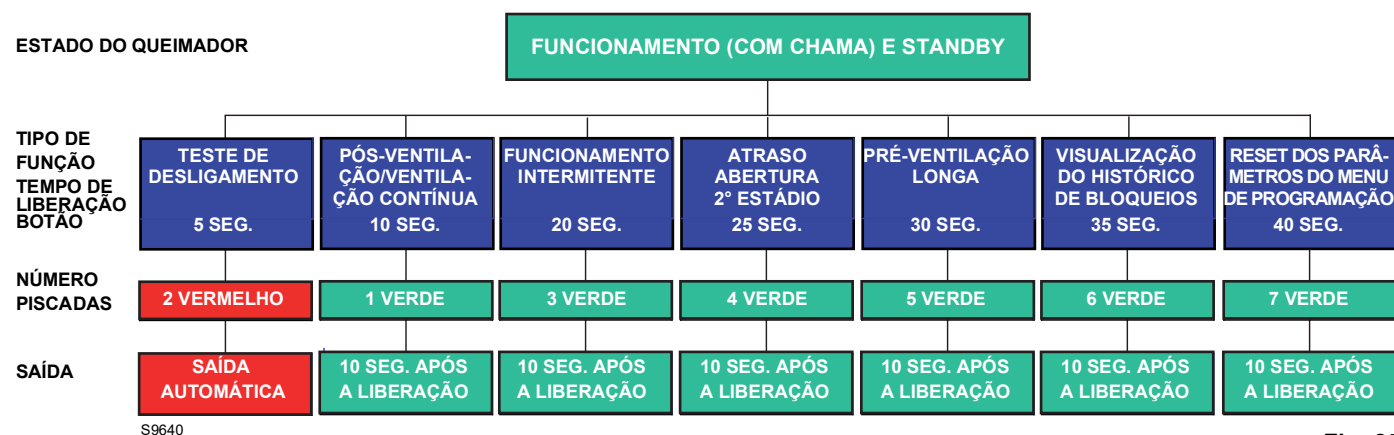 ESTADO DO QUEIMADOR
FUNCIONAMENTO (COM CHAMA) E STANDBY
TIPO DE
FUNÇÃO
TEMPO DE
LIBERAÇÃO
BOTÃO
TESTE DE
DESLIGAMENTO
5 SEG.
PÓS-VENTILA-
ÇÃO/VENTILA-
ÇÃO CONTÍNUA
10 SEG.
FUNCIONAMENTO
INTERMITENTE
20 SEG.
ATRASO
ABERTURA
2° ESTÁDIO
25 SEG.
PRÉ-VENTILAÇÃO
LONGA
30 SEG.
VISUALIZAÇÃO
DO HISTÓRICO
DE BLOQUEIOS
35 SEG.
RESET DOS PARÂ-
METROS DO MENU
DE PROGRAMAÇÃO
40 SEG.
NÚMERO
PISCADAS
2 VERMELHO
1 VERDE
3 VERDE
4 VERDE
5 VERDE
6 VERDE
7 VERDE
SAÍDA
SAÍDA
AUTOMÁTICA
10 SEG. APÓS
A LIBERAÇÃO
10 SEG. APÓS
A LIBERAÇÃO
10 SEG. APÓS
A LIBERAÇÃO
10 SEG. APÓS
A LIBERAÇÃO
10 SEG. APÓS
A LIBERAÇÃO
10 SEG. APÓS
A LIBERAÇÃO
S9640